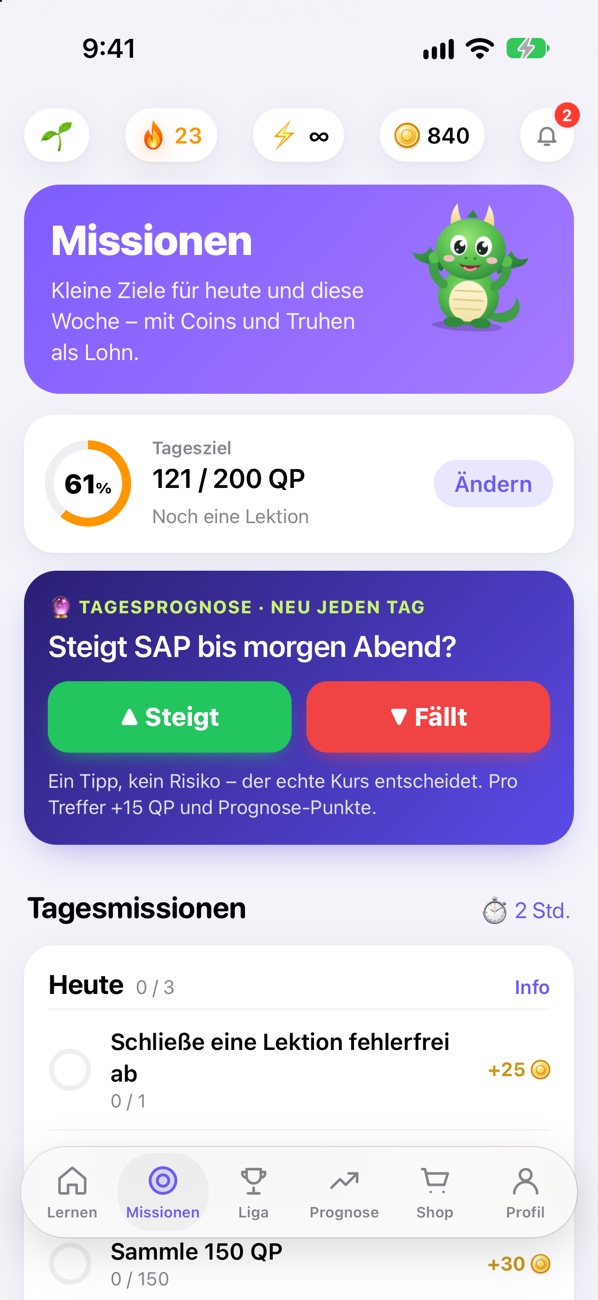 9:41
23
∞
840
2
Missionen
Kleine Ziele für heute und diese
Woche – mit Coins und Truhen
als Lohn.
61%
Tagesziel
121 / 200 QP
Noch eine Lektion
Ändern
TAGESPROGNOSE · NEU JEDEN TAG
Steigt SAP bis morgen Abend?
▲ Steigt
▼ Fällt
Ein Tipp, kein Risiko – der echte Kurs entscheidet. Pro
Treffer +15 QP und Prognose-Punkte.
Tagesmissionen
2 Std.
Heute 0 / 3
Info
Schließe eine Lektion fehlerfrei
ab
0 / 1
+25
Lernen
Missionen
Liga
Prognose
Shop
Profil
Sammle 150 QP
0 / 150
+30